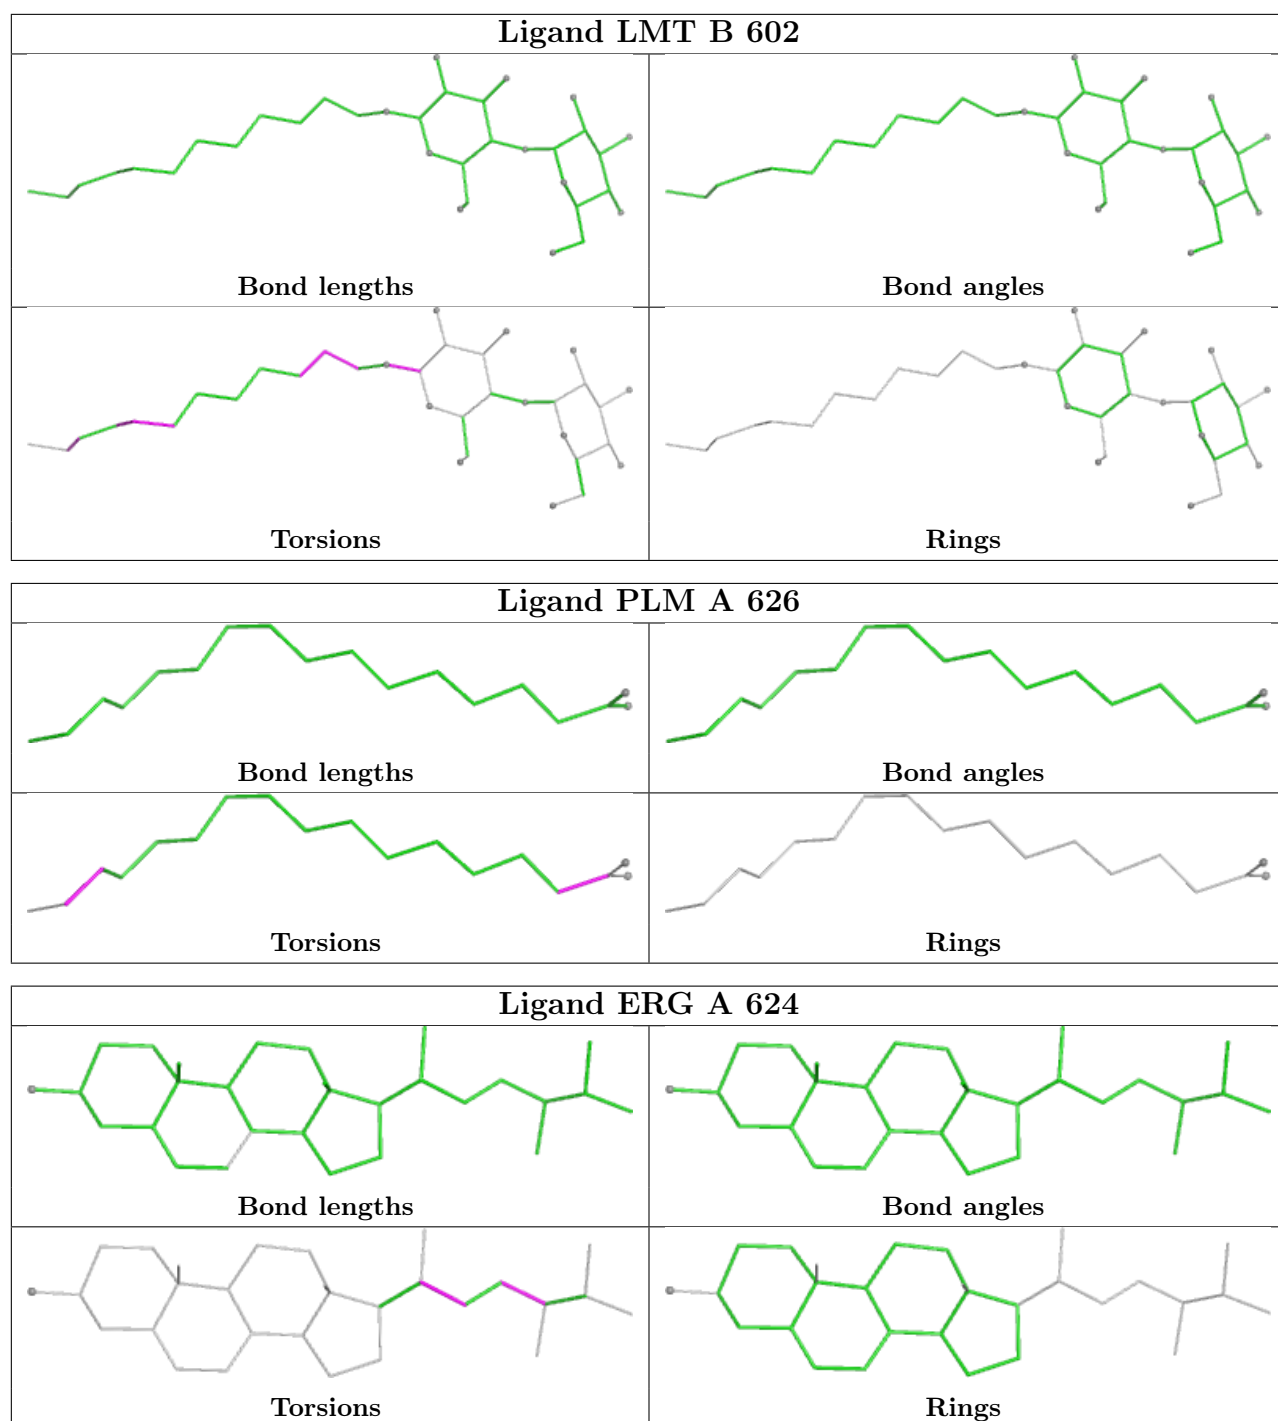 Ligand LMT B 602
Bond lengths
Bond angles
Torsions
Rings
Ligand PLM A 626
Bond lengths
Bond angles
Torsions
Rings
Ligand ERG A 624
Bond lengths
Bond angles
Torsions
Rings